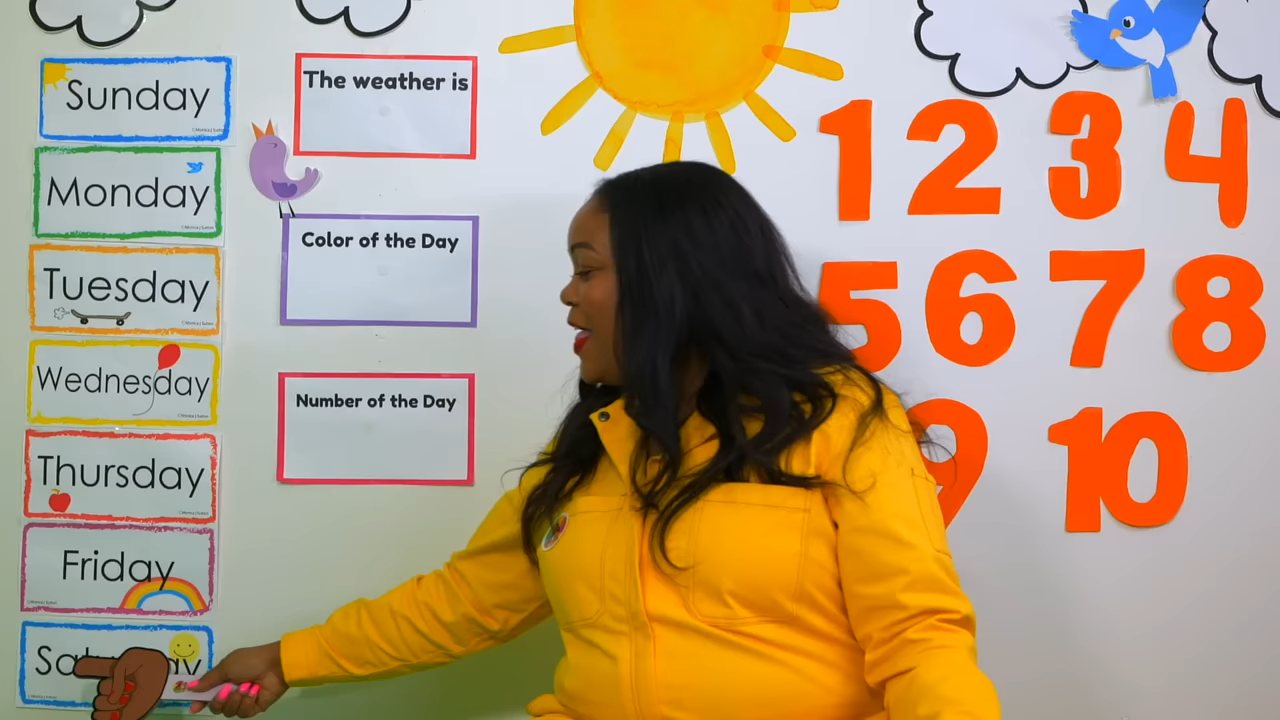 Sunday
Monday
Tuesday
Wednesday
Thursday
Friday
The weather is
Color of the Day
Number of the Day
1 2 3 4
5 6 7 8
9 10